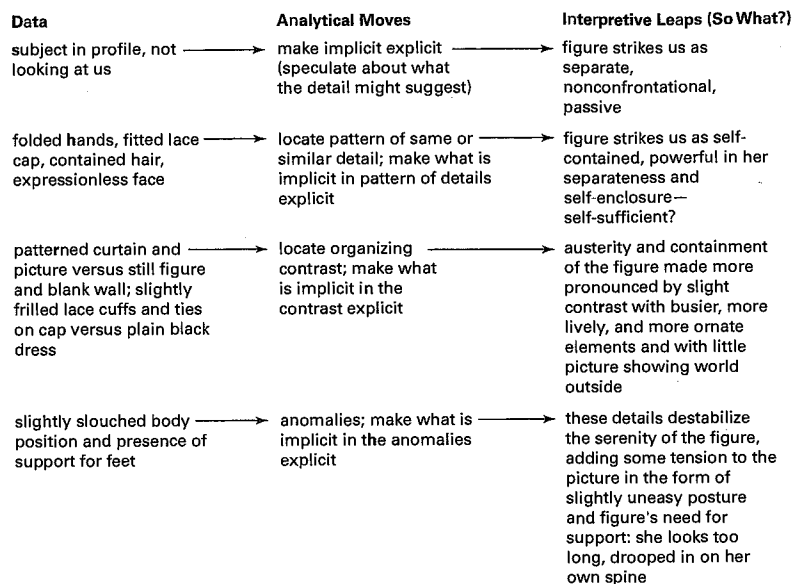 Data
Analytical Moves
Interpretive Leaps (So What?)
subject in profile, not
looking at us
make implicit explicit
(speculate about what
the detail might suggest)
figure strikes us as
separate,
nonconfrontational,
passive
folded hands, fitted lace
cap, contained hair,
expressionless face
locate pattern of same or
similar detail; make what is
implicit in pattern of details
explicit
figure strikes us as self-
contained, powerful in her
separateness and
self-enclosure—
self-sufficient?
patterned curtain and
picture versus still figure
and blank wall; slightly
frilled lace cuffs and ties
on cap versus plain black
dress
locate organizing
contrast; make what
is implicit in the
contrast explicit
austerity and containment
of the figure made more
pronounced by slight
contrast with busier, more
lively, and more ornate
elements and with little
picture showing world
outside
slightly slouched body
position and presence of
support for feet
anomalies; make what is
implicit in the anomalies
explicit
these details destabilize
the serenity of the figure,
adding some tension to the
picture in the form of
slightly uneasy posture
and figure's need for
support: she looks too
long, drooped in on her
own spine